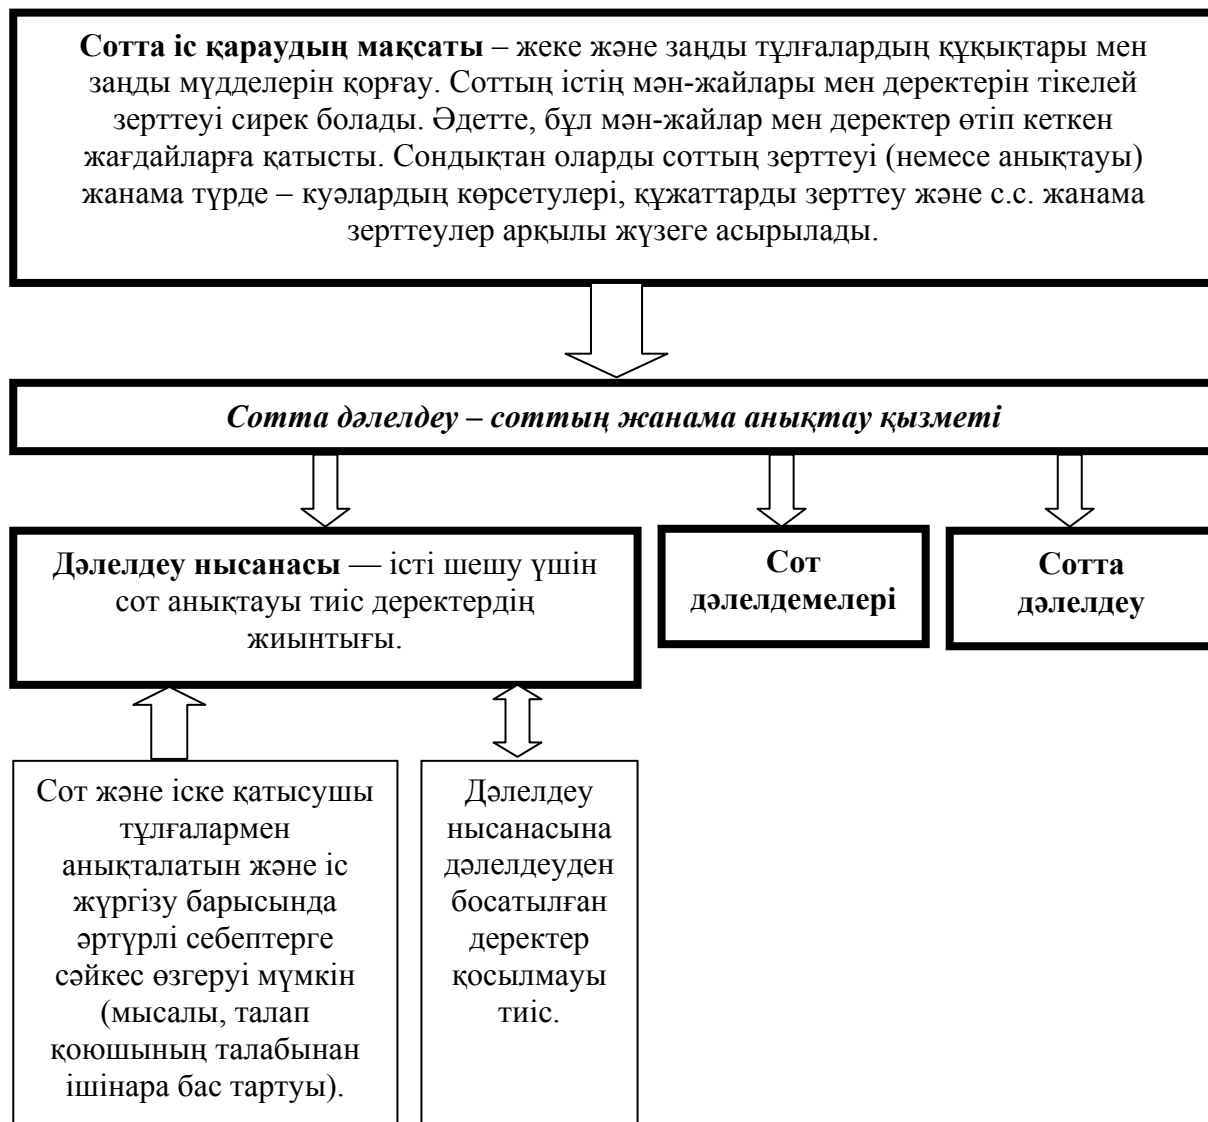 Сотта іс қараудың мақсаты – жеке және заңды тұлғалардың құқықтары мен
заңды мүдделерін қорғау. Соттың істің мән-жайлары мен деректерін тікелей
зерттеуі сирек болады. Әдетте, бұл мән-жайлар мен деректер өтіп кеткен
жағдайларға қатысты. Сондықтан оларды соттың зерттеуі (немесе анықтауы)
жанама түрде – куәлардың көрсетулері, құжаттарды зерттеу және с.с. жанама
зерттеулер арқылы жүзеге асырылады.
Сотта дәлелдеу – соттың жанама анықтау қызметі
Дәлелдеу нысанасы — істі шешу үшін
сот анықтауы тиіс деректердің
жиынтығы.
Сот
дәлелдемелері
Сотта
дәлелдеу
Сот және іске қатысушы
тұлғалармен
анықталатын және іс
жүргізу барысында
әртүрлі себептерге
сәйкес өзгеруі мүмкін
(мысалы, талап
қоюшының талабынан
ішінара бас тартуы).
Дәлелдеу
нысанасына
дәлелдеуден
босатылған
деректер
қосылмауы
тиіс.